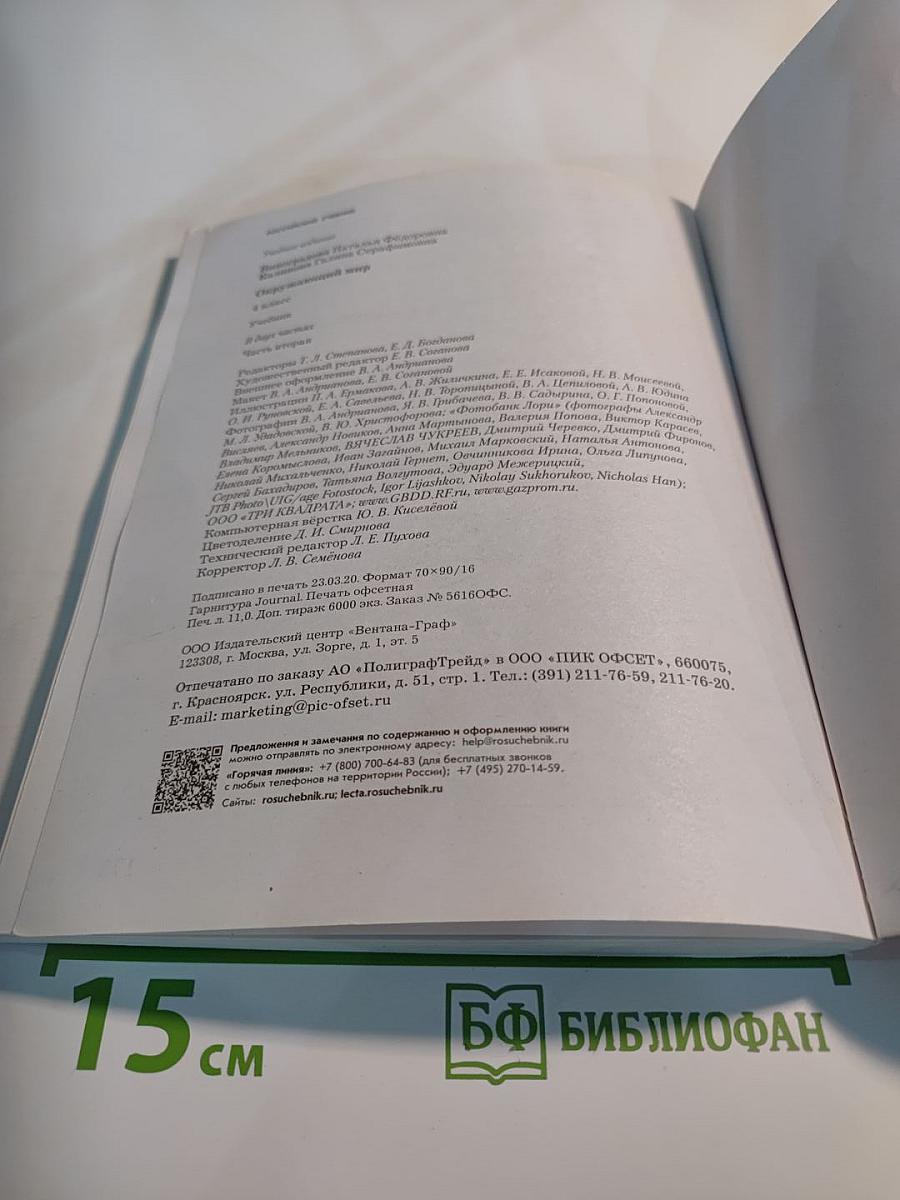 Российский учебник
Учебное издание
Виноградова Наталья Фёдоровна
Калинова Галина Серафимовна
Окружающий мир
4 класс
Учебник
В двух частях
Часть вторая
Редакторы Т. Л. Степанова, Е. Д. Богданова
Художественный редактор Е. В. Соганова
Внешнее оформление В. А. Андрианова
Макет В. А. Андрианова, Е. В. Согановой
Иллюстрации П. А. Ермакова, А. В. Жиличкина, Е. Е. Исаковой, Н. В. Моисеевой,
О. И. Руновской, Е. А. Савельева, Н. В. Торопицыной, В. А. Цепиловой, А. В. Юдина
Фотографии В. А. Андрианова, Я. В. Грибачева, В. В. Садырина, О. Г. Попоновой,
М. Л. Удадовской, В. Ю. Христофорова; «Фотобанк Лори» (фотографы Александр
Висляев, Александр Новиков, Анна Мартынова, Валерия Попова, Виктор Карасев,
Владимир Мельников, ВЯЧЕСЛАВ ЧУКРЕЕВ, Дмитрий Черевко, Дмитрий Фиронов,
Елена Коромыслова, Иван Загайнов, Михаил Марковский, Наталья Антонова,
Николай Михальченко, Николай Гернет, Овчинникова Ирина, Ольга Липунова,
Сергей Бахадиров, Татьяна Волгутова, Эдуард Межерицкий,
JTB Photo\UIG/age Fotostock, Igor Lijashkov, Nikolay Sukhorukov, Nicholas Han);
ООО «ТРИ КВАДРАТА»; www.GBDD.RF.ru, www.gazprom.ru.
Компьютерная вёрстка Ю. В. Киселёвой
Цветоделение Д. И. Смирнова
Технический редактор Л. Е. Пухова
Корректор Л. В. Семёнова
Подписано в печать 23.03.20. Формат 70×90/16
Гарнитура Journal. Печать офсетная
Печ. л. 11,0. Доп. тираж 6000 экз. Заказ № 5616ОФС.
ООО Издательский центр «Вентана-Граф»
123308, г. Москва, ул. Зорге, д. 1, эт. 5
Отпечатано по заказу АО «ПолиграфТрейд» в ООО «ПИК ОФСЕТ», 660075,
г. Красноярск. ул. Республики, д. 51, стр. 1. Тел.: (391) 211-76-59, 211-76-20.
E-mail: marketing@pic-ofset.ru
Предложения и замечания по содержанию и оформлению книги
можно отправлять по электронному адресу: help@rosuchebnik.ru
«Горячая линия»: +7 (800) 700-64-83 (для бесплатных звонков
с любых телефонов на территории России); +7 (495) 270-14-59.
Сайты: rosuchebnik.ru; lecta.rosuchebnik.ru
15 см
БФ БИБЛИОФАН